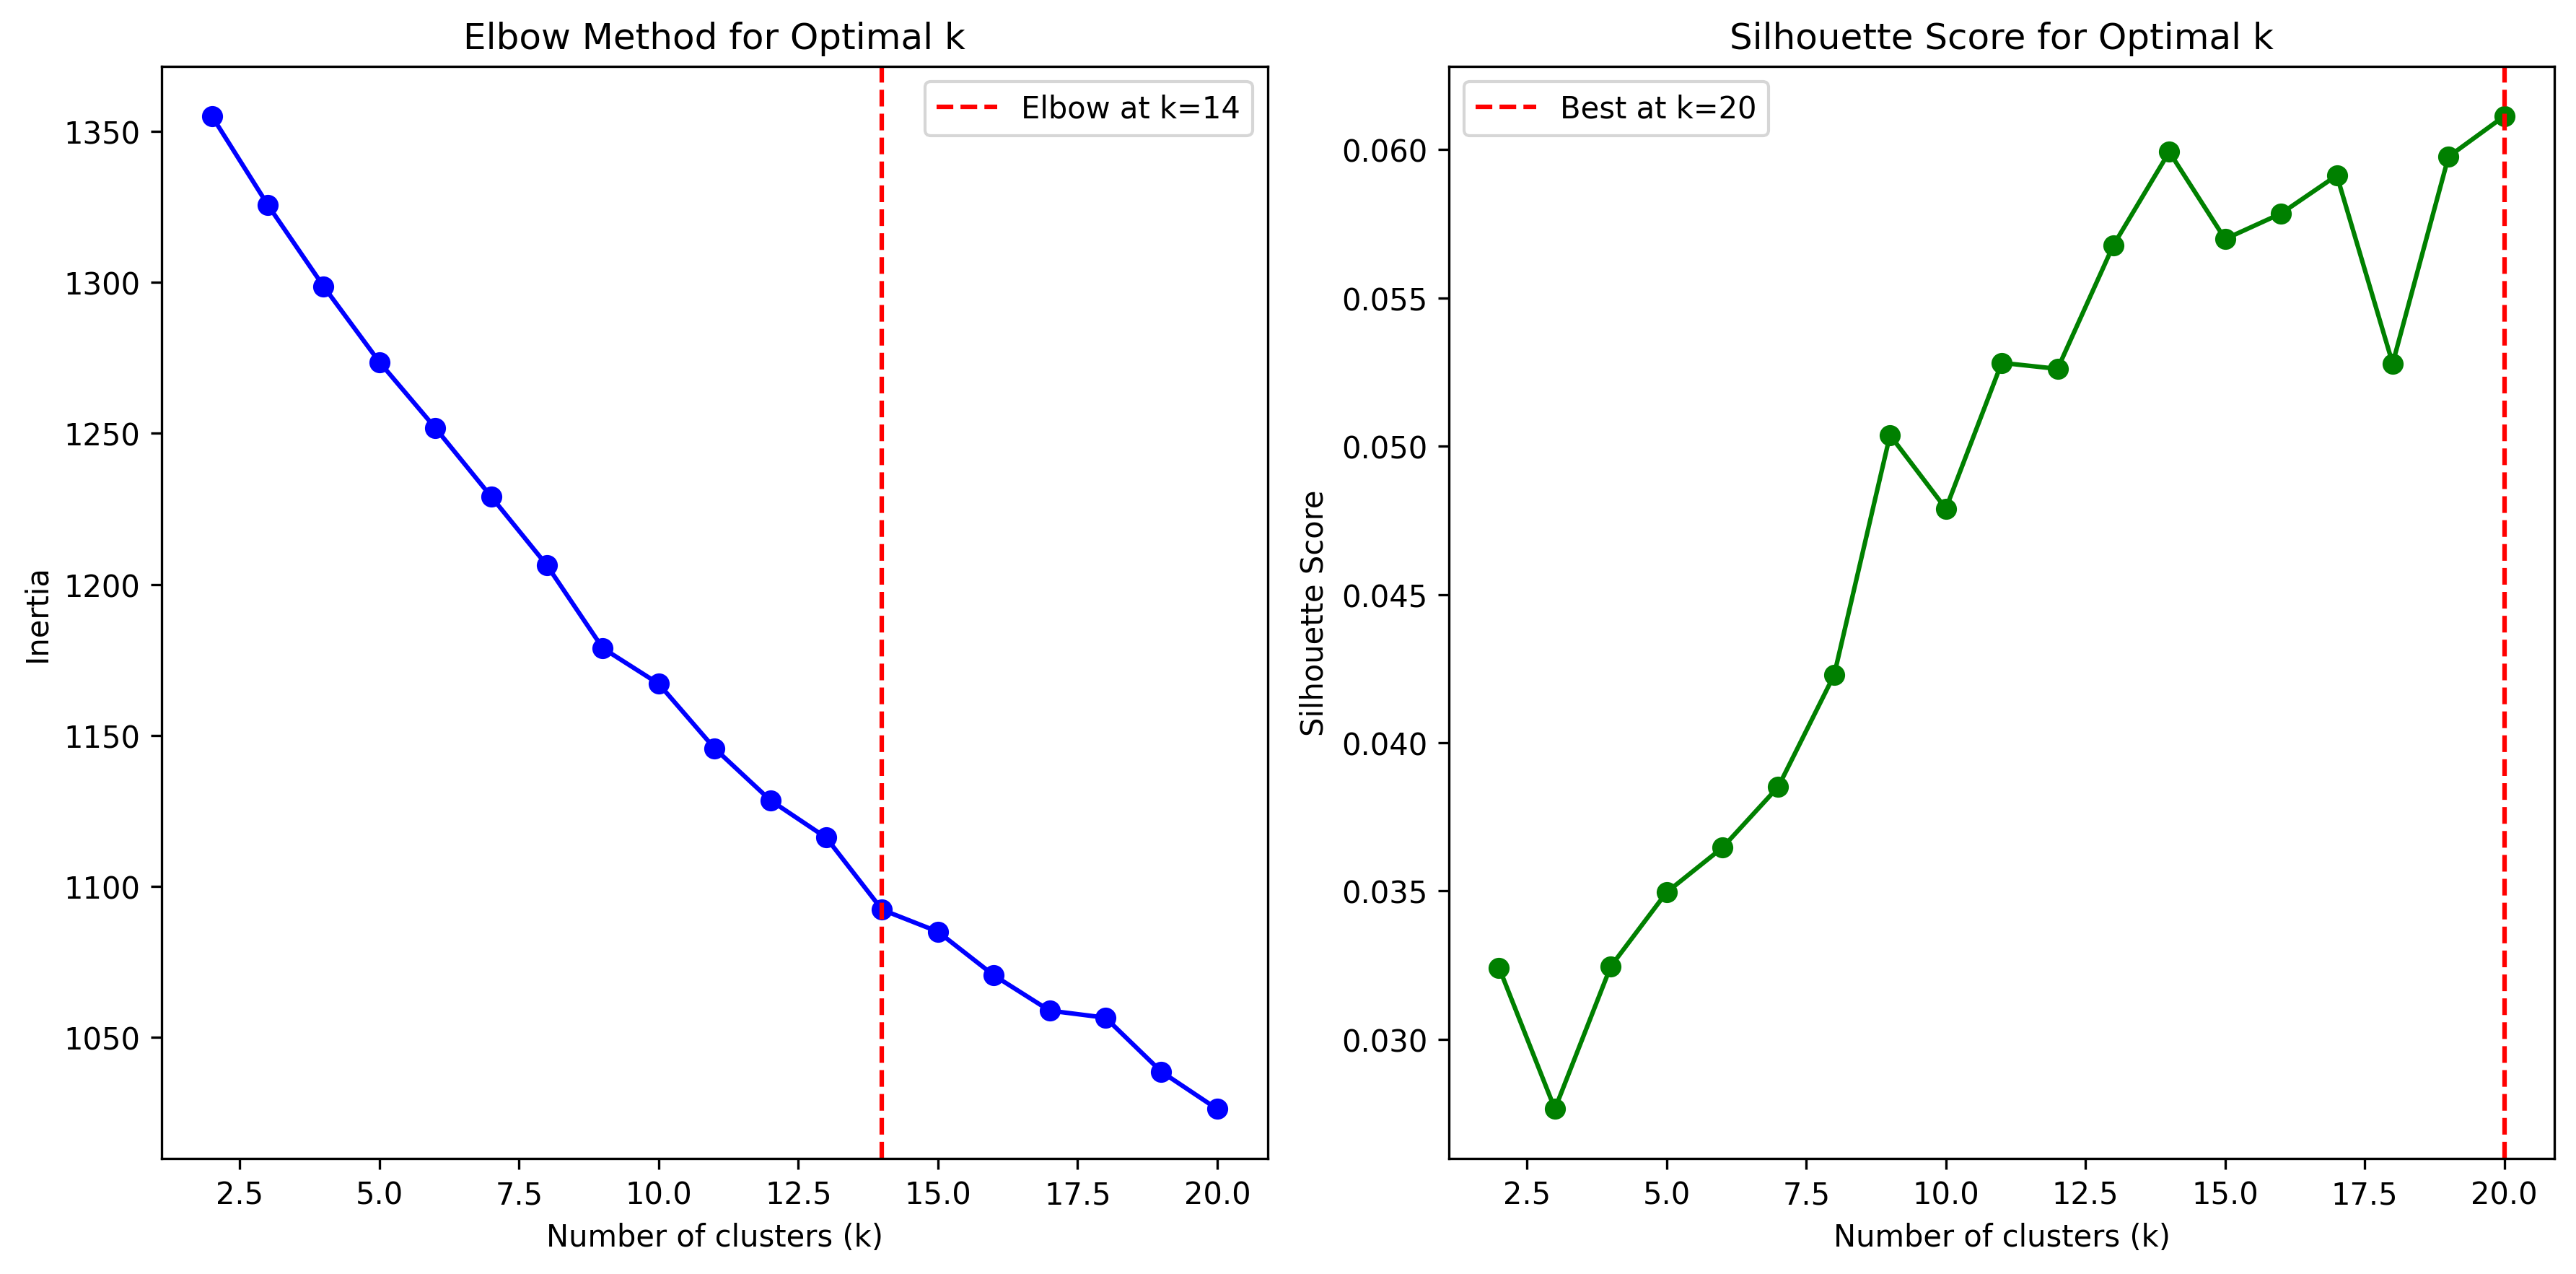 Elbow Method for Optimal k
Elbow at k=14
1350
1300
1250
1200
1150
1100
1050
Inertia
2.5 5.0 7.5 10.0 12.5 15.0 17.5 20.0
Number of clusters (k)
Silhouette Score for Optimal k
Best at k=20
0.060
0.055
0.050
0.045
0.040
0.035
0.030
Silhouette Score
2.5 5.0 7.5 10.0 12.5 15.0 17.5 20.0
Number of clusters (k)